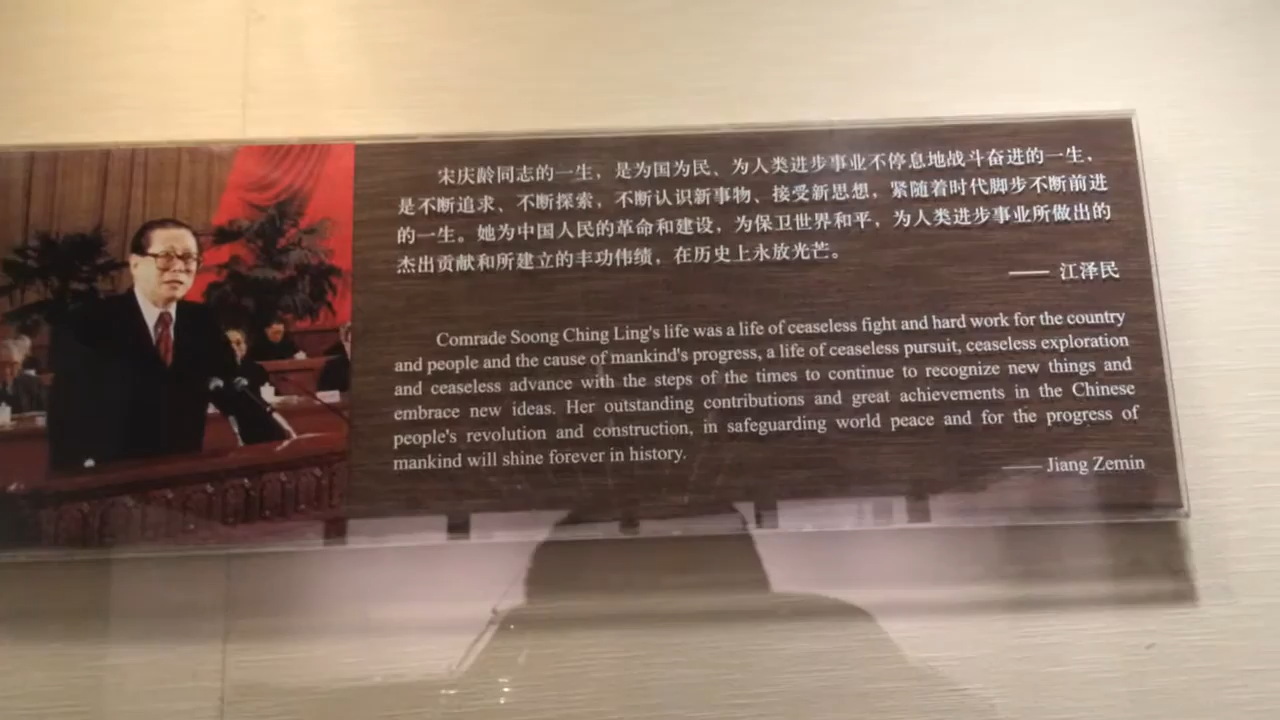 宋庆龄同志的一生，是为国为民、为人类进步事业不停息地战斗奋进的一生，
是不断追求、不断探索，不断认识新事物、接受新思想，紧随着时代脚步不断前进
的一生。她为中国人民的革命和建设，为保卫世界和平，为人类进步事业所做出的
杰出贡献和所建立的丰功伟绩，在历史上永放光芒。
—— 江泽民
Comrade Soong Ching Ling's life was a life of ceaseless fight and hard work for the country
and people and the cause of mankind's progress, a life of ceaseless pursuit, ceaseless exploration
and ceaseless advance with the steps of the times to continue to recognize new things and
embrace new ideas. Her outstanding contributions and great achievements in the Chinese
people's revolution and construction, in safeguarding world peace and for the progress of
mankind will shine forever in history.
—— Jiang Zemin